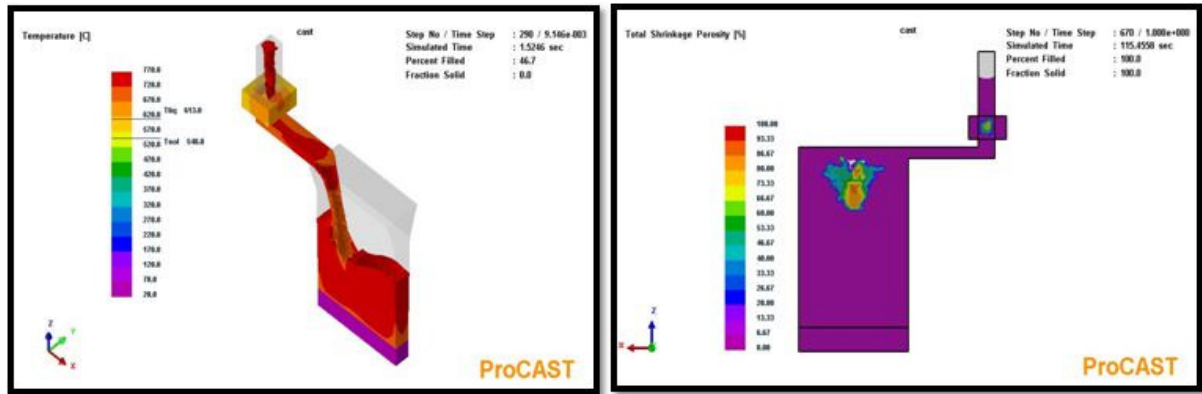 cast
Temperature [C]
Step No / Time Step : 290 / 9.146e-003
Simulated Time : 1.5246 sec
Percent Filled : 46.7
Fraction Solid : 0.0
770.0
720.0
670.0
620.0
Tliq 613.0
570.0
Tsol 548.0
520.0
470.0
420.0
370.0
320.0
270.0
220.0
170.0
120.0
70.0
20.0
Z
Y
X
ProCAST
Total Shrinkage Porosity [%]
cast
Step No / Time Step : 670 / 1.000e+000
Simulated Time : 115.4550 sec
Percent Filled : 100.0
Fraction Solid : 100.0
100.00
93.33
86.67
80.00
73.33
66.67
60.00
53.33
46.67
40.00
33.33
26.67
20.00
13.33
6.67
0.00
Z
X
ProCAST